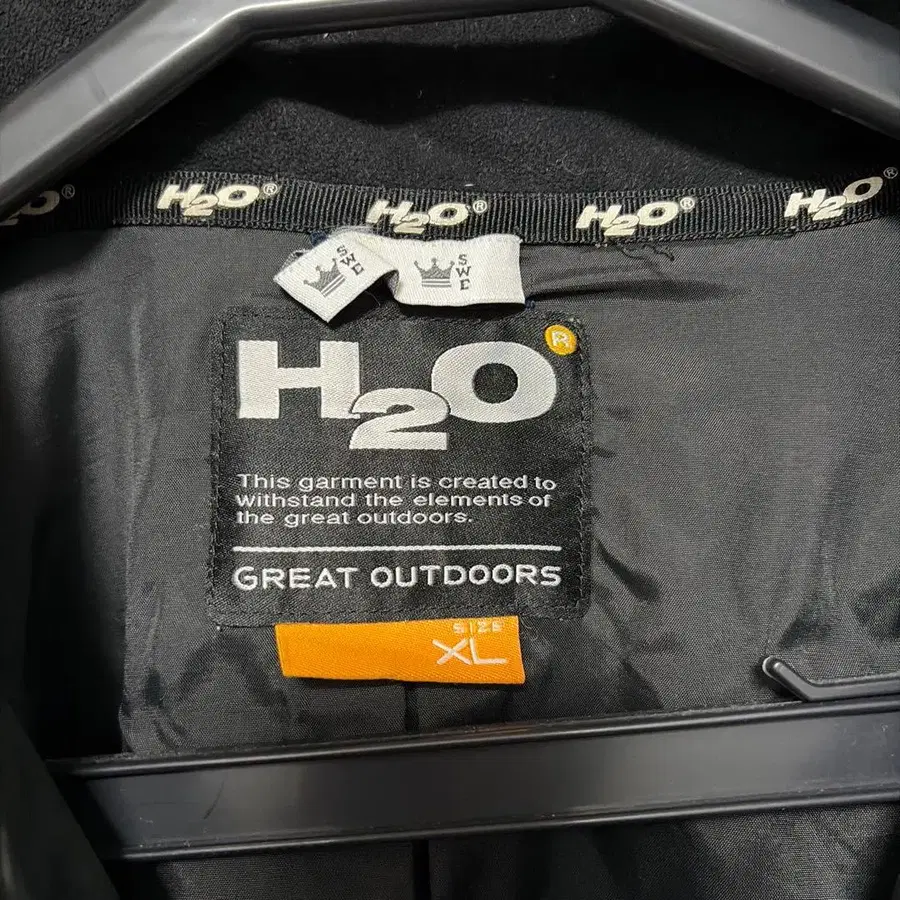 2O®
H2O®
H2O®
H2O®
H2O®
SWE
SWE
H2O®
This garment is created to
withstand the elements of
the great outdoors.
GREAT OUTDOORS
SIZE
XL